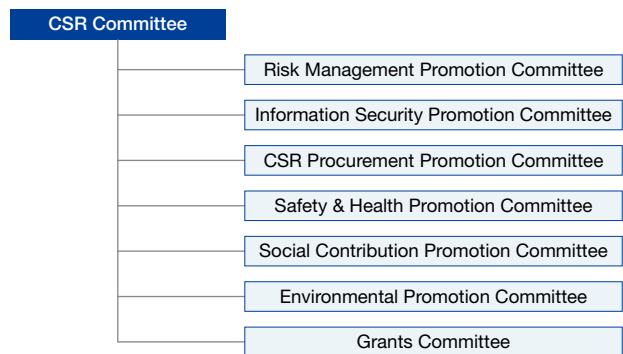 CSR Committee
Risk Management Promotion Committee
Information Security Promotion Committee
CSR Procurement Promotion Committee
Safety & Health Promotion Committee
Social Contribution Promotion Committee
Environmental Promotion Committee
Grants Committee